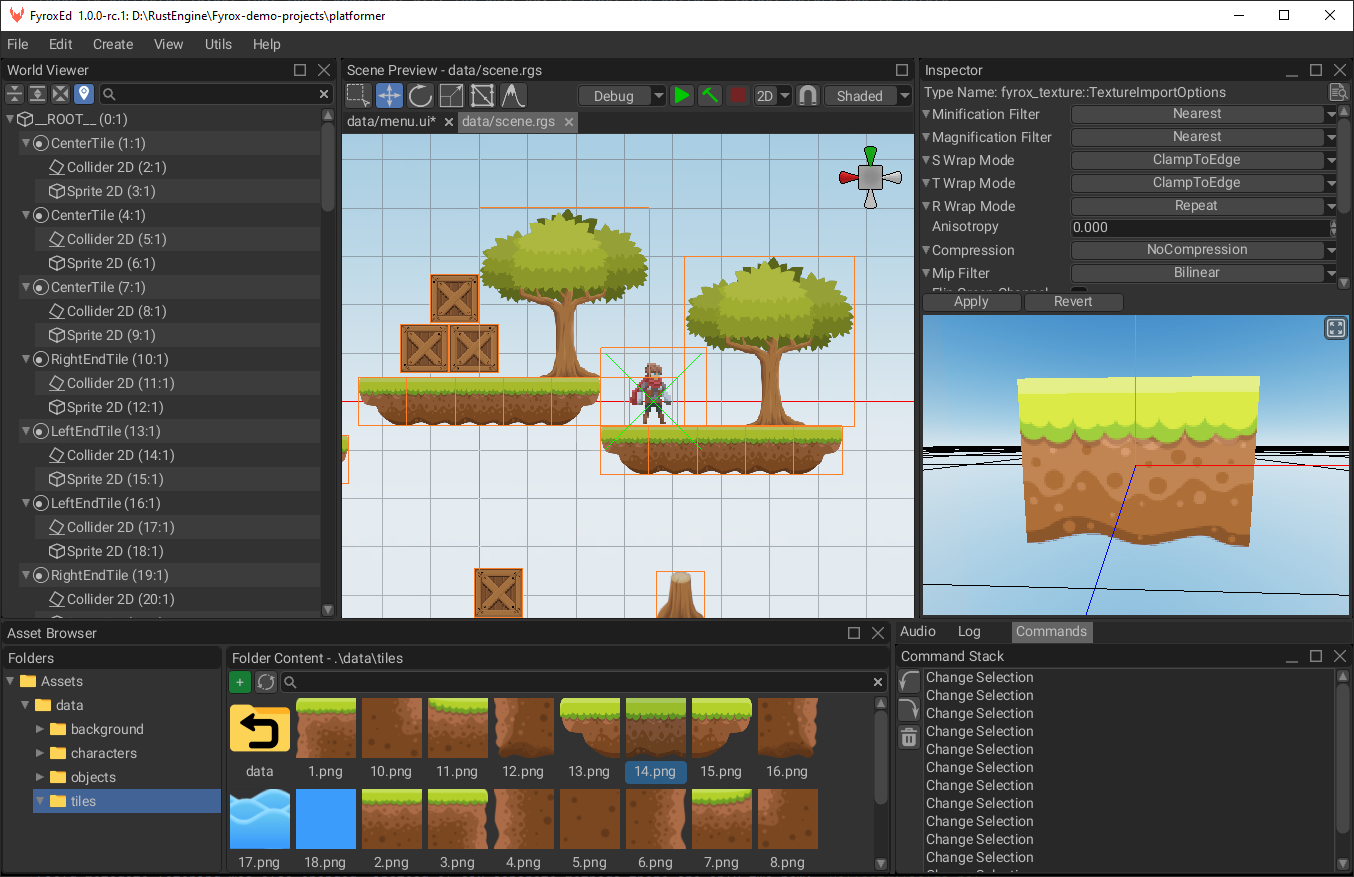 FyroxEd 1.0.0-rc.1: D:\RustEngine\Fyrox-demo-projects\platformer
File Edit Create View Utils Help
World Viewer
__ROOT__ (0:1)
CenterTile (1:1)
Collider 2D (2:1)
Sprite 2D (3:1)
CenterTile (4:1)
Collider 2D (5:1)
Sprite 2D (6:1)
CenterTile (7:1)
Collider 2D (8:1)
Sprite 2D (9:1)
RightEndTile (10:1)
Collider 2D (11:1)
Sprite 2D (12:1)
LeftEndTile (13:1)
Collider 2D (14:1)
Sprite 2D (15:1)
LeftEndTile (16:1)
Collider 2D (17:1)
Sprite 2D (18:1)
RightEndTile (19:1)
Collider 2D (20:1)
Scene Preview - data/scene.rgs
Debug 2D Shaded
data/menu.ui* data/scene.rgs
Inspector
Type Name: fyrox_texture::TextureImportOptions
Minification Filter Nearest
Magnification Filter Nearest
S Wrap Mode ClampToEdge
T Wrap Mode ClampToEdge
R Wrap Mode Repeat
Anisotropy 0.000
Compression NoCompression
Mip Filter Bilinear
Flip Green Channel
Apply Revert
Asset Browser
Folders
Assets
data
background
characters
objects
tiles
Folder Content - .\data\tiles
data 1.png 10.png 11.png 12.png 13.png 14.png 15.png 16.png
17.png 18.png 2.png 3.png 4.png 5.png 6.png 7.png 8.png
Audio Log Commands
Command Stack
Change Selection
Change Selection
Change Selection
Change Selection
Change Selection
Change Selection
Change Selection
Change Selection
Change Selection
Change Selection
Change Selection